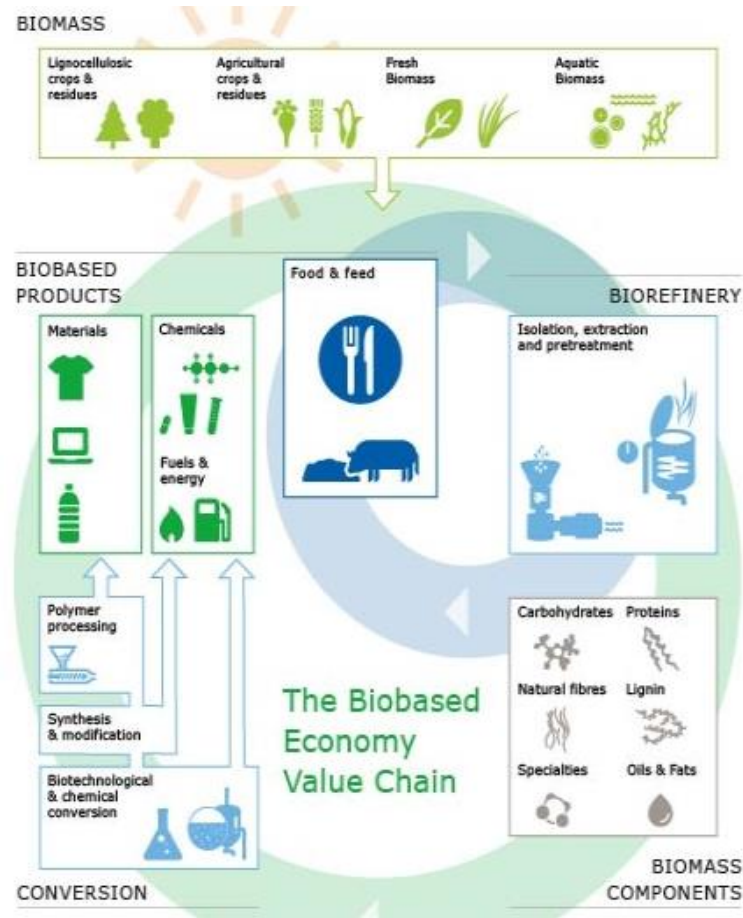 BIOMASS
Lignocellulosic
crops &
residues
Agricultural
crops &
residues
Fresh
Biomass
Aquatic
Biomass
BIOBASED
PRODUCTS
Materials
Chemicals
Fuels &
energy
Food & feed
BIOREFINERY
Isolation, extraction
and pretreatment
Polymer
processing
Synthesis
& modification
Biotechnological
& chemical
conversion
CONVERSION
The Biobased
Economy
Value Chain
Carbohydrates
Proteins
Natural fibres
Lignin
Specialties
Oils & Fats
BIOMASS
COMPONENTS